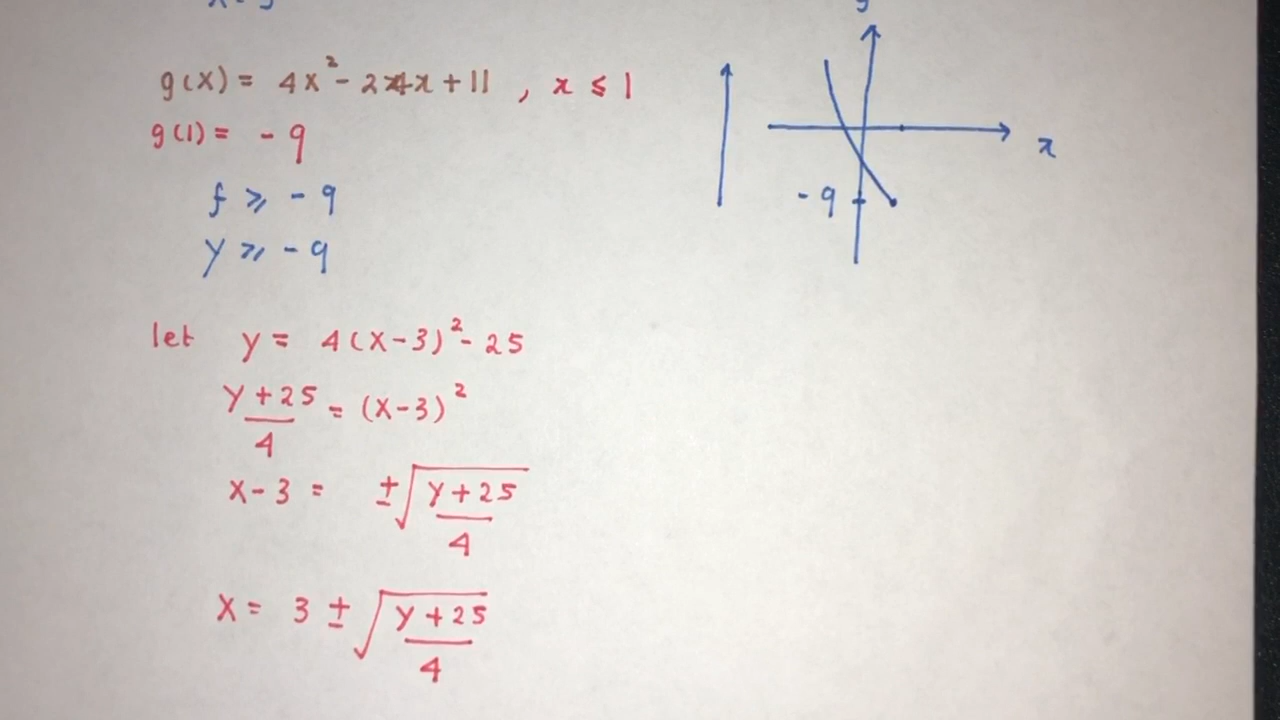 g(x) = 4x² - 24x + 11 , x ≤ 1
g(1) = - 9
f ≥ - 9
y ≥ - 9
x
- 9
let y = 4(x-3)² - 25
y + 25 / 4 = (x-3)²
x - 3 = ± √(y + 25 / 4)
x = 3 ± √(y + 25 / 4)